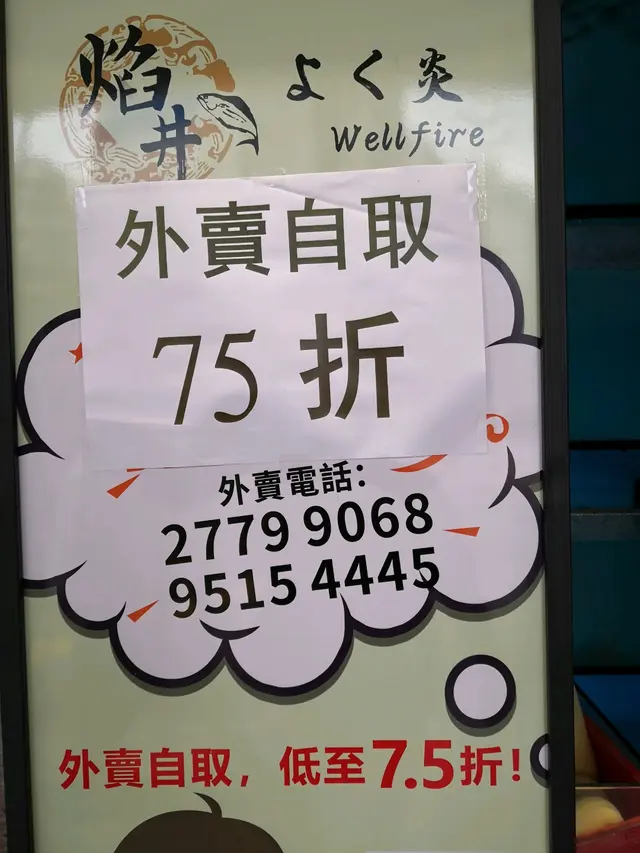 焰井
よく炎
Wellfire
外賣自取
75 折
外賣電話:
2779 9068
9515 4445
外賣自取，低至7.5折!